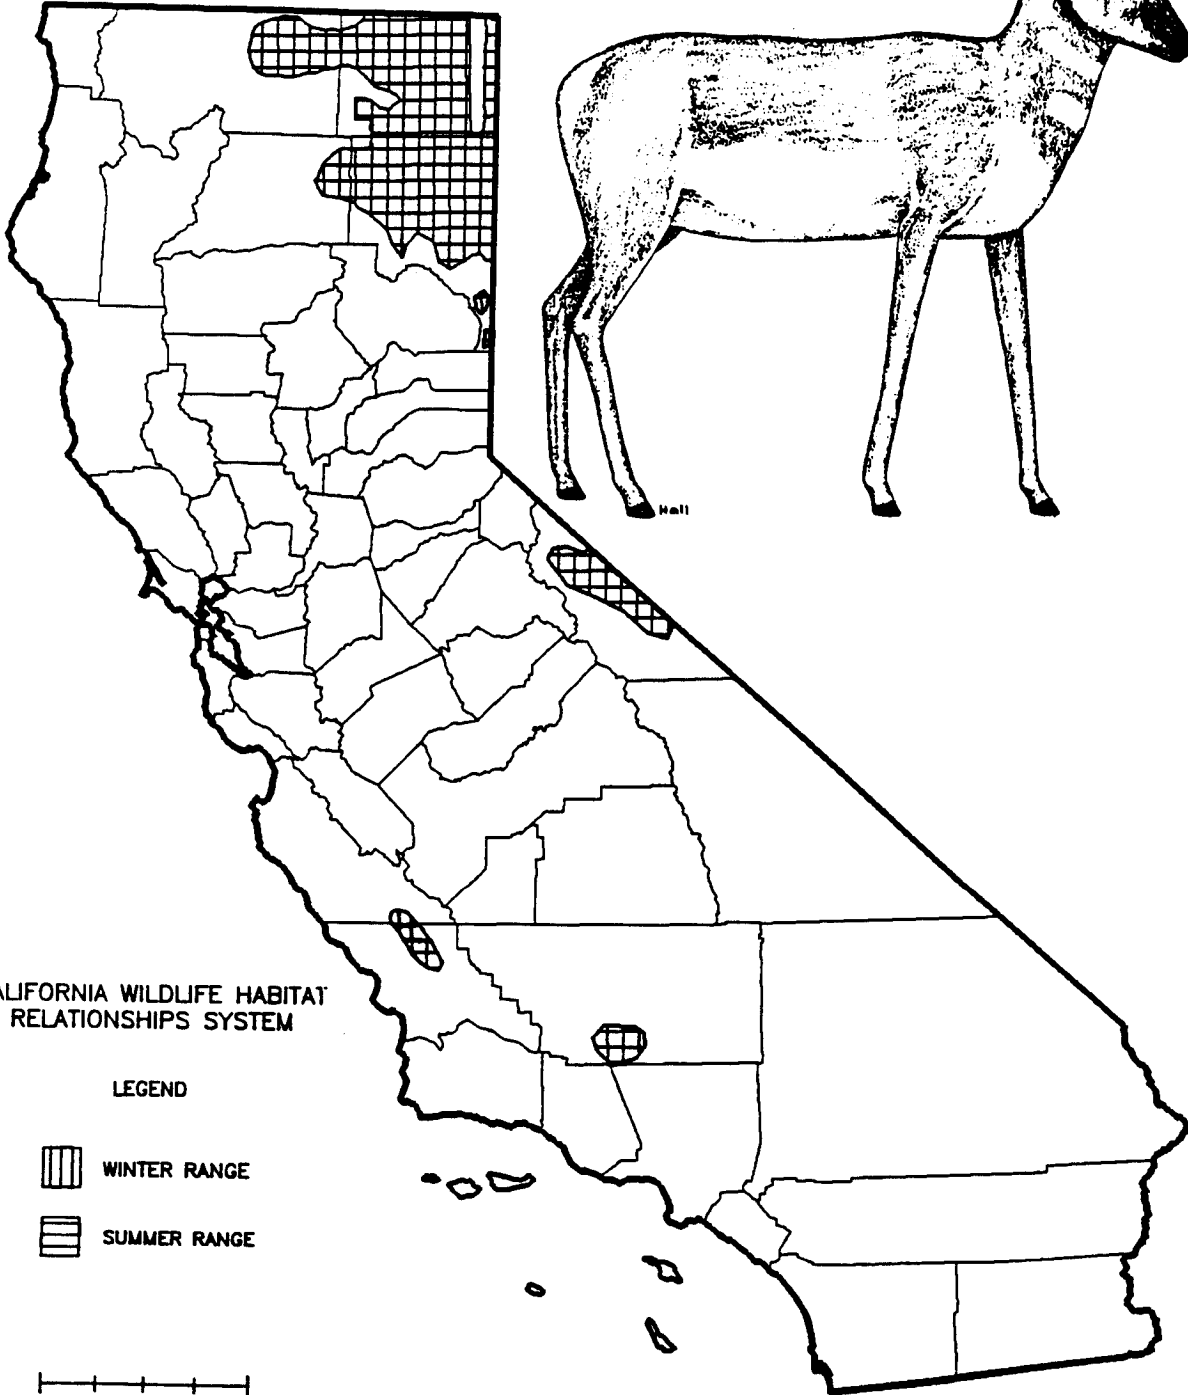 Hall
ALIFORNIA WILDLIFE HABITAT
RELATIONSHIPS SYSTEM
LEGEND
WINTER RANGE
SUMMER RANGE